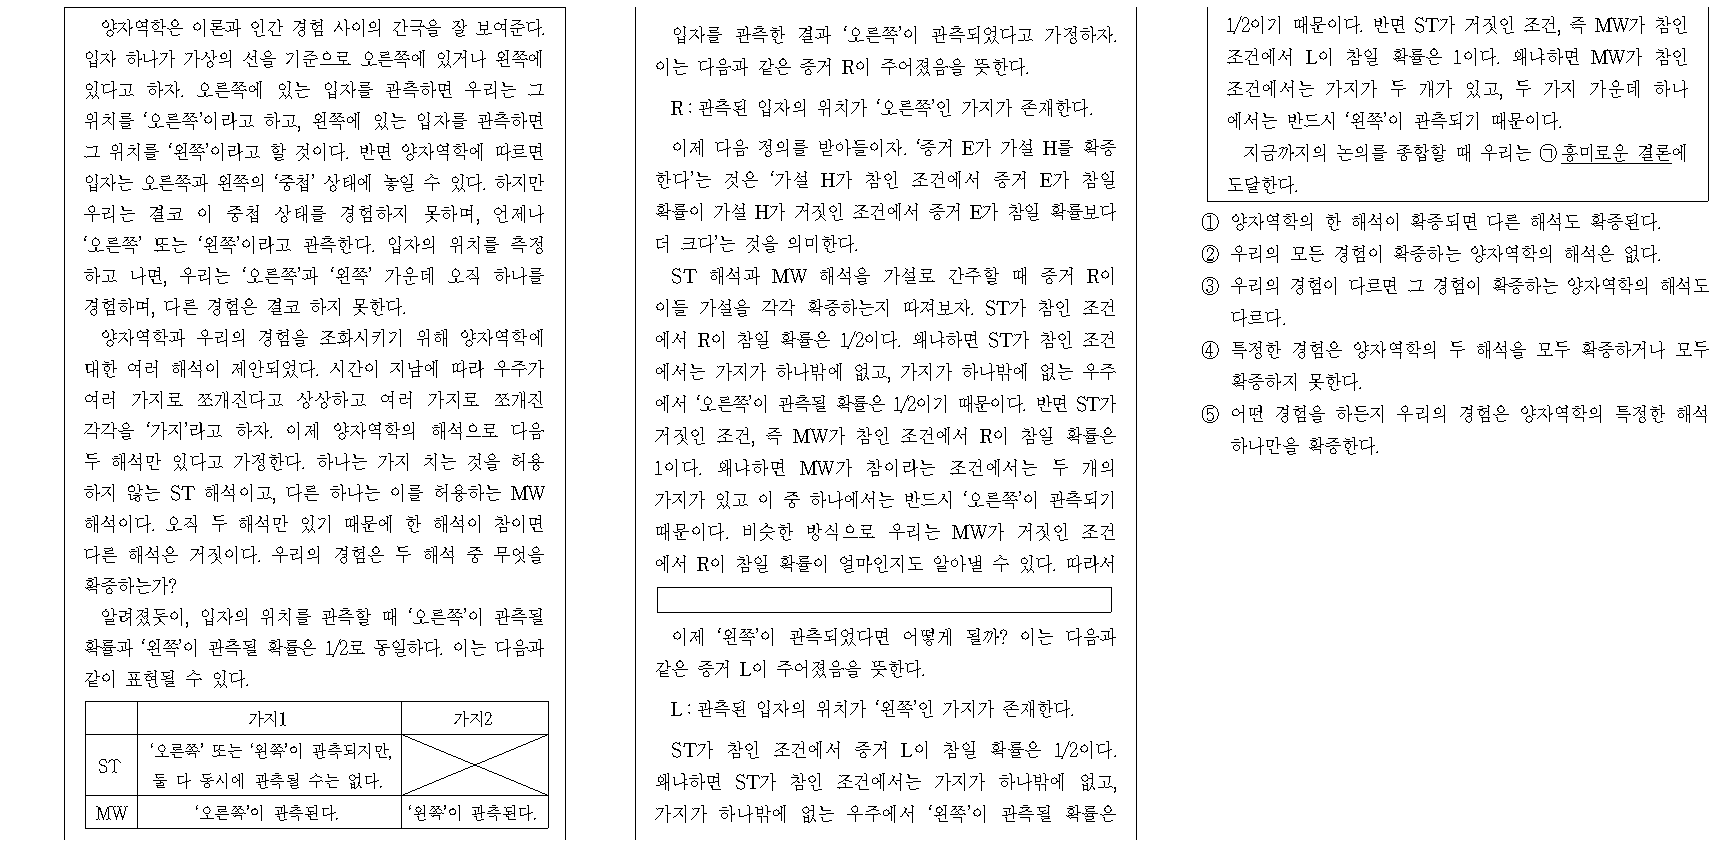 양자역학은 이론과 인간 경험 사이의 간극을 잘 보여준다.
입자 하나가 가상의 선을 기준으로 오른쪽에 있거나 왼쪽에
있다고 하자. 오른쪽에 있는 입자를 관측하면 우리는 그
위치를 ‘오른쪽’이라고 하고, 왼쪽에 있는 입자를 관측하면
그 위치를 ‘왼쪽’이라고 할 것이다. 반면 양자역학에 따르면
입자는 오른쪽과 왼쪽의 ‘중첩’ 상태에 놓일 수 있다. 하지만
우리는 결코 이 중첩 상태를 경험하지 못하며, 언제나
‘오른쪽’ 또는 ‘왼쪽’이라고 관측한다. 입자의 위치를 측정
하고 나면, 우리는 ‘오른쪽’과 ‘왼쪽’ 가운데 오직 하나를
경험하며, 다른 경험은 결코 하지 못한다.
양자역학과 우리의 경험을 조화시키기 위해 양자역학에
대한 여러 해석이 제안되었다. 시간이 지남에 따라 우주가
여러 가지로 쪼개진다고 상상하고 여러 가지로 쪼개진
각각을 ‘가지’라고 하자. 이제 양자역학의 해석으로 다음
두 해석만 있다고 가정한다. 하나는 가지 치는 것을 허용
하지 않는 ST 해석이고, 다른 하나는 이를 허용하는 MW
해석이다. 오직 두 해석만 있기 때문에 한 해석이 참이면
다른 해석은 거짓이다. 우리의 경험은 두 해석 중 무엇을
확증하는가?
알려졌듯이, 입자의 위치를 관측할 때 ‘오른쪽’이 관측될
확률과 ‘왼쪽’이 관측될 확률은 1/2로 동일하다. 이는 다음과
같이 표현될 수 있다.
가지1 가지2
ST ‘오른쪽’ 또는 ‘왼쪽’이 관측되지만,
둘 다 동시에 관측될 수는 없다.
MW ‘오른쪽’이 관측된다. ‘왼쪽’이 관측된다.
입자를 관측한 결과 ‘오른쪽’이 관측되었다고 가정하자.
이는 다음과 같은 증거 R이 주어졌음을 뜻한다.
R : 관측된 입자의 위치가 ‘오른쪽’인 가지가 존재한다.
이제 다음 정의를 받아들이자. ‘증거 E가 가설 H를 확증
한다’는 것은 ‘가설 H가 참인 조건에서 증거 E가 참일
확률이 가설 H가 거짓인 조건에서 증거 E가 참일 확률보다
더 크다’는 것을 의미한다.
ST 해석과 MW 해석을 가설로 간주할 때 증거 R이
이들 가설을 각각 확증하는지 따져보자. ST가 참인 조건
에서 R이 참일 확률은 1/2이다. 왜냐하면 ST가 참인 조건
에서는 가지가 하나밖에 없고, 가지가 하나밖에 없는 우주
에서 ‘오른쪽’이 관측될 확률은 1/2이기 때문이다. 반면 ST가
거짓인 조건, 즉 MW가 참인 조건에서 R이 참일 확률은
1이다. 왜냐하면 MW가 참이라는 조건에서는 두 개의
가지가 있고 이 중 하나에서는 반드시 ‘오른쪽’이 관측되기
때문이다. 비슷한 방식으로 우리는 MW가 거짓인 조건
에서 R이 참일 확률이 얼마인지도 알아낼 수 있다. 따라서
이제 ‘왼쪽’이 관측되었다면 어떻게 될까? 이는 다음과
같은 증거 L이 주어졌음을 뜻한다.
L : 관측된 입자의 위치가 ‘왼쪽’인 가지가 존재한다.
ST가 참인 조건에서 증거 L이 참일 확률은 1/2이다.
왜냐하면 ST가 참인 조건에서는 가지가 하나밖에 없고,
가지가 하나밖에 없는 우주에서 ‘왼쪽’이 관측될 확률은
1/2이기 때문이다. 반면 ST가 거짓인 조건, 즉 MW가 참인
조건에서 L이 참일 확률은 1이다. 왜냐하면 MW가 참인
조건에서는 가지가 두 개가 있고, 두 가지 가운데 하나
에서는 반드시 ‘왼쪽’이 관측되기 때문이다.
지금까지의 논의를 종합할 때 우리는 ㉠흥미로운 결론에
도달한다.
① 양자역학의 한 해석이 확증되면 다른 해석도 확증된다.
② 우리의 모든 경험이 확증하는 양자역학의 해석은 없다.
③ 우리의 경험이 다르면 그 경험이 확증하는 양자역학의 해석도
다르다.
④ 특정한 경험은 양자역학의 두 해석을 모두 확증하거나 모두
확증하지 못한다.
⑤ 어떤 경험을 하든지 우리의 경험은 양자역학의 특정한 해석
하나만을 확증한다.